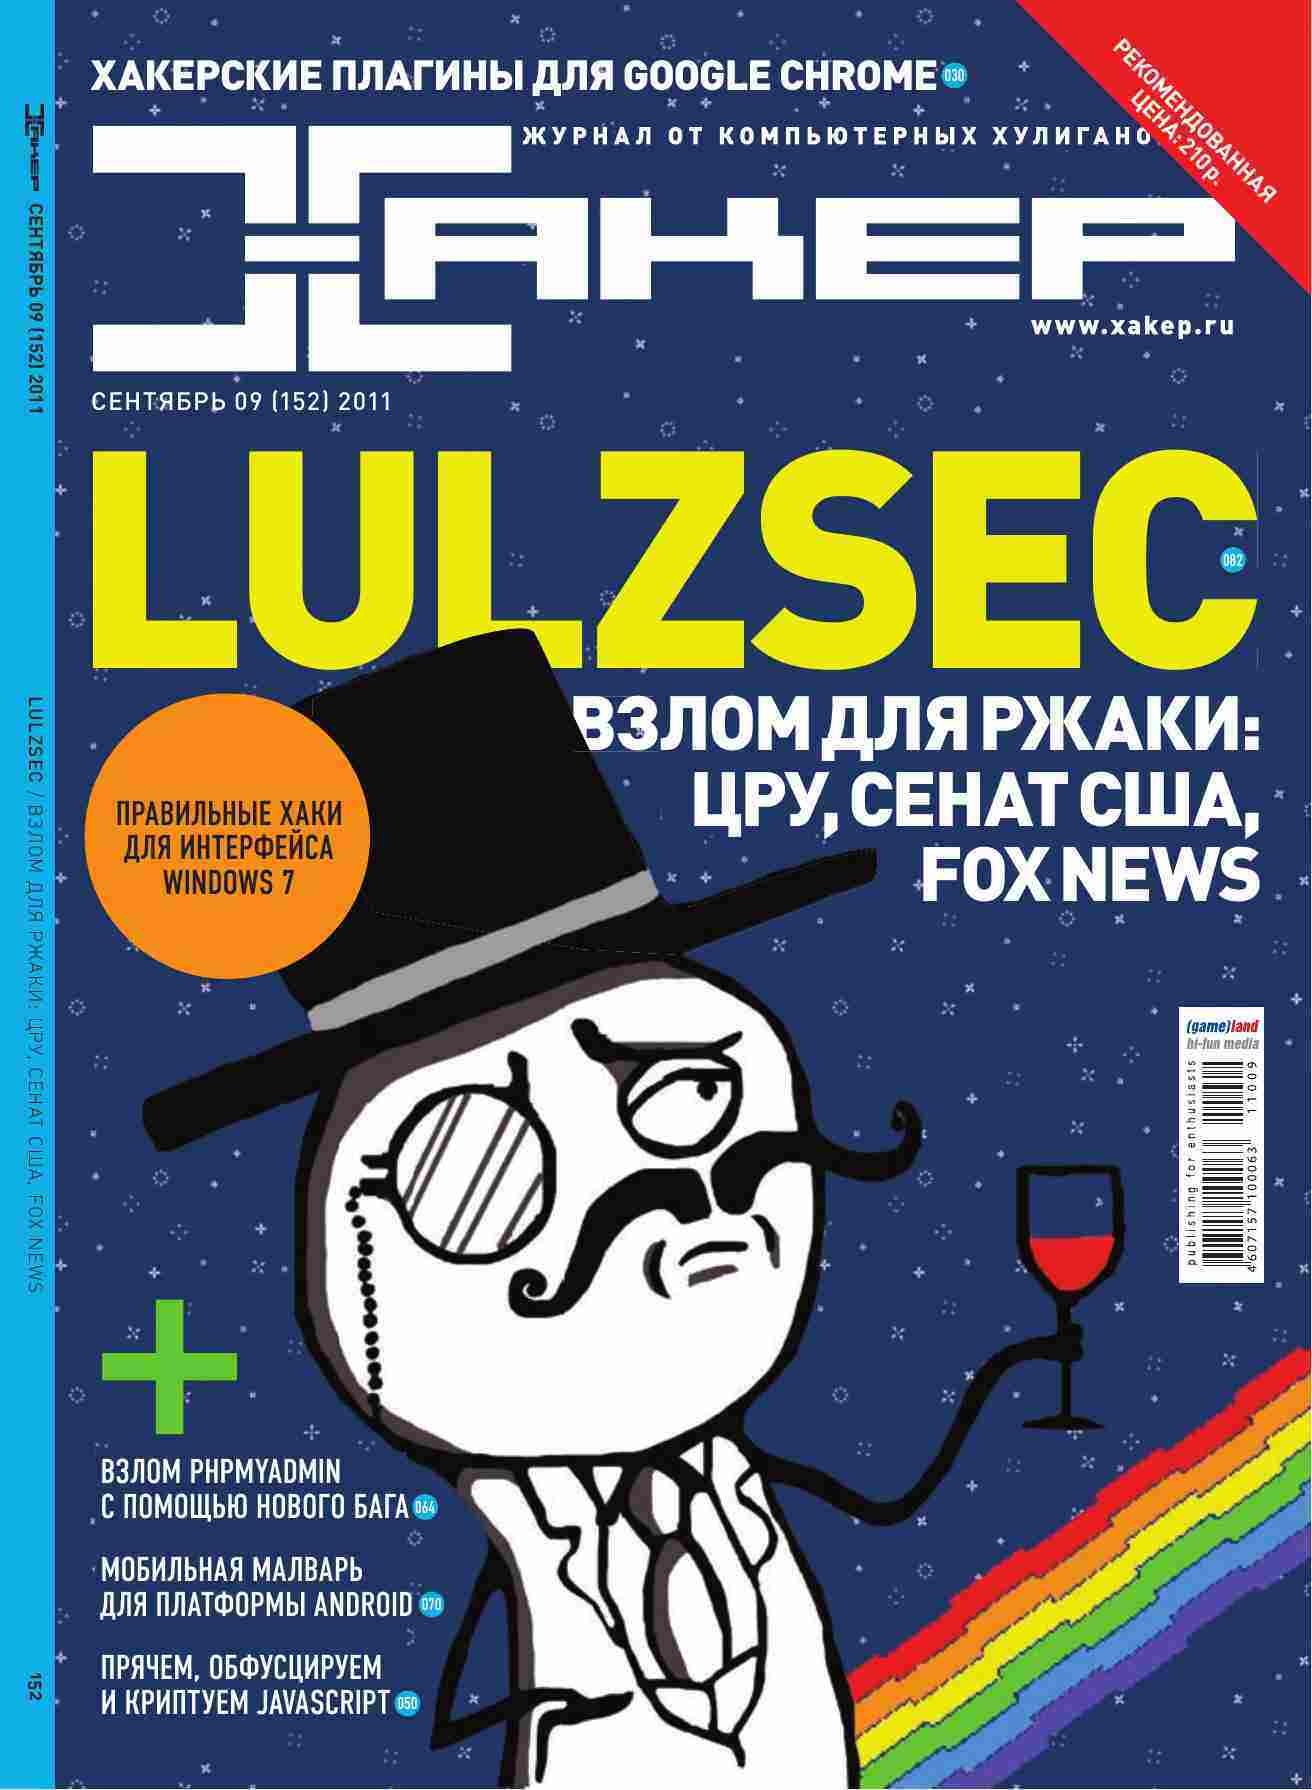 ХАКЕРСКИЕ ПЛАГИНЫ ДЛЯ GOOGLE CHROME 030
РЕКОМЕНДОВАННАЯ
ЦЕНА: 210 р.
ЖУРНАЛ ОТ КОМПЬЮТЕРНЫХ ХУЛИГАНО
ХАКЕР
www.xakep.ru
СЕНТЯБРЬ 09 (152) 2011
LULZSEC
082
ВЗЛОМ ДЛЯ РЖАКИ:
ЦРУ, СЕНАТ США,
FOX NEWS
ПРАВИЛЬНЫЕ ХАКИ
ДЛЯ ИНТЕРФЕЙСА
WINDOWS 7
(game)land
hi-fun media
publishing for enthusiasts
11009
4607157100063
+
ВЗЛОМ PHPMYADMIN
С ПОМОЩЬЮ НОВОГО БАГА 064
МОБИЛЬНАЯ МАЛВАРЬ
ДЛЯ ПЛАТФОРМЫ ANDROID 070
ПРЯЧЕМ, ОБФУСЦИРУЕМ
И КРИПТУЕМ JAVASCRIPT 050
ХАКЕР СЕНТЯБРЬ 09 (152) 2011
LULZSEC / ВЗЛОМ ДЛЯ РЖАКИ: ЦРУ, СЕНАТ США, FOX NEWS
152